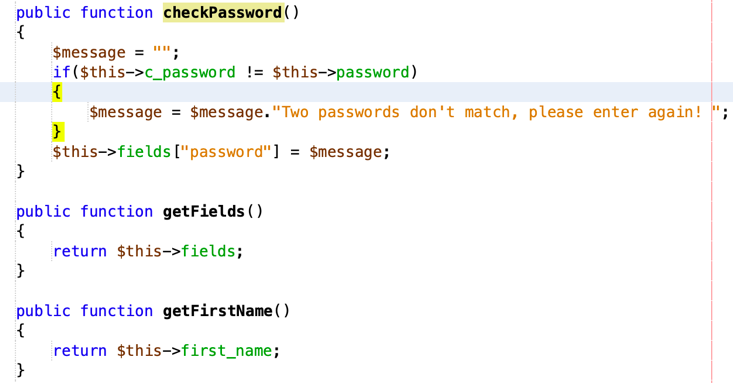 public function checkPassword()
{
$message = "";
if($this->c_password != $this->password)
{
$message = $message."Two passwords don't match, please enter again! ";
}
$this->fields["password"] = $message;
}
public function getFields()
{
return $this->fields;
}
public function getFirstName()
{
return $this->first_name;
}